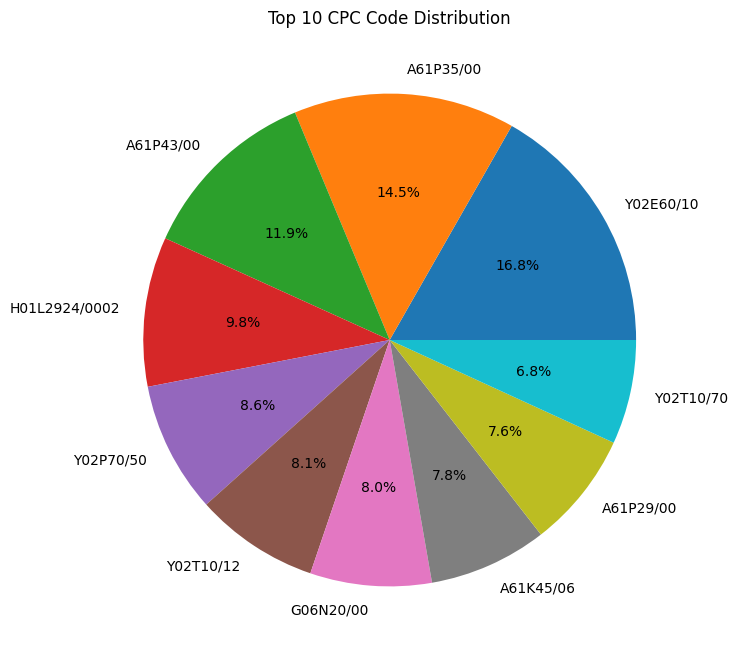 Top 10 CPC Code Distribution
Y02E60/10
16.8%
A61P35/00
14.5%
A61P43/00
11.9%
H01L2924/0002
9.8%
Y02P70/50
8.6%
Y02T10/12
8.1%
G06N20/00
8.0%
A61K45/06
7.8%
A61P29/00
7.6%
Y02T10/70
6.8%